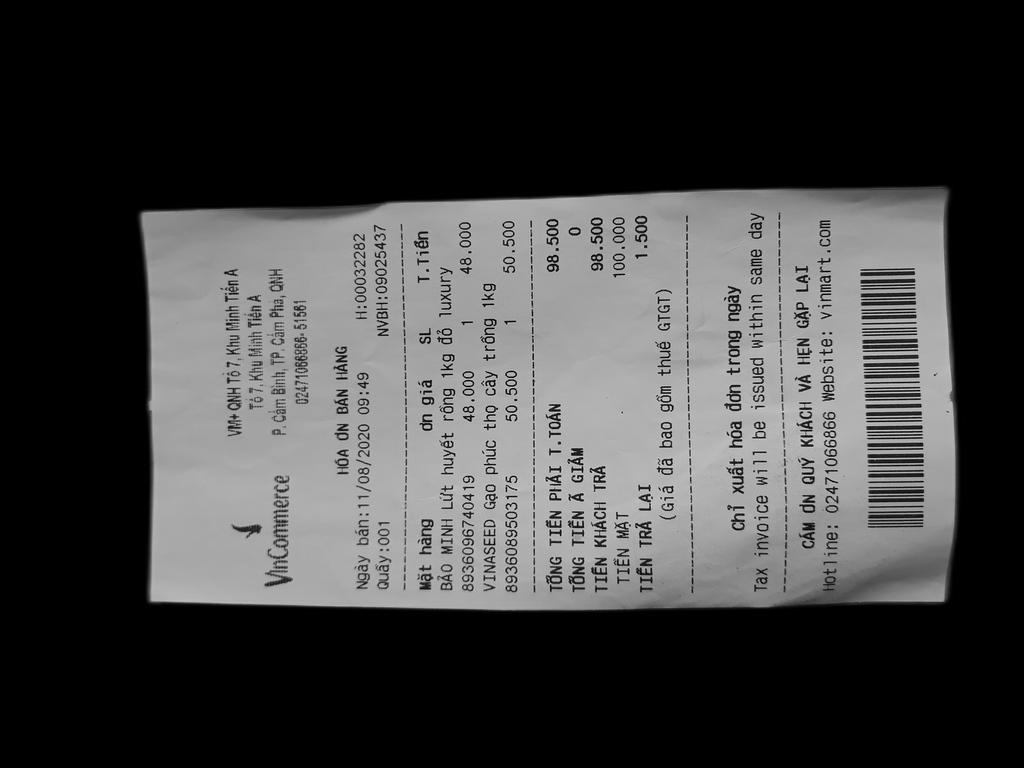 VinCommerce
VM+ QNH Tổ 7, Khu Minh Tiến A
Tổ 7, Khu Minh Tiến A
P. Cẩm Bình, TP. Cẩm Phả, QNH
02471066866-51561
HÓA ĐN BÁN HÀNG
Ngày bán:11/08/2020 09:49 H:00032282
Quầy:001 NVBH:09025437
Mặt hàng đn giá SL T.Tiền
BẢO MINH Lứt huyết rồng 1kg đỏ luxury
8936096740419 48.000 1 48.000
VINASEED Gạo phúc thọ cây trồng 1kg
8936089503175 50.500 1 50.500
TỔNG TIỀN PHẢI T.TOÁN 98.500
TỔNG TIỀN Ã GIẢM 0
TIỀN KHÁCH TRẢ 98.500
TIỀN MẶT 100.000
TIỀN TRẢ LẠI 1.500
(Giá đã bao gồm thuế GTGT)
Chỉ xuất hóa đơn trong ngày
Tax invoice will be issued within same day
CẢM ƠN QUÝ KHÁCH VÀ HẸN GẶP LẠI
Hotline: 02471066866 Website: vinmart.com